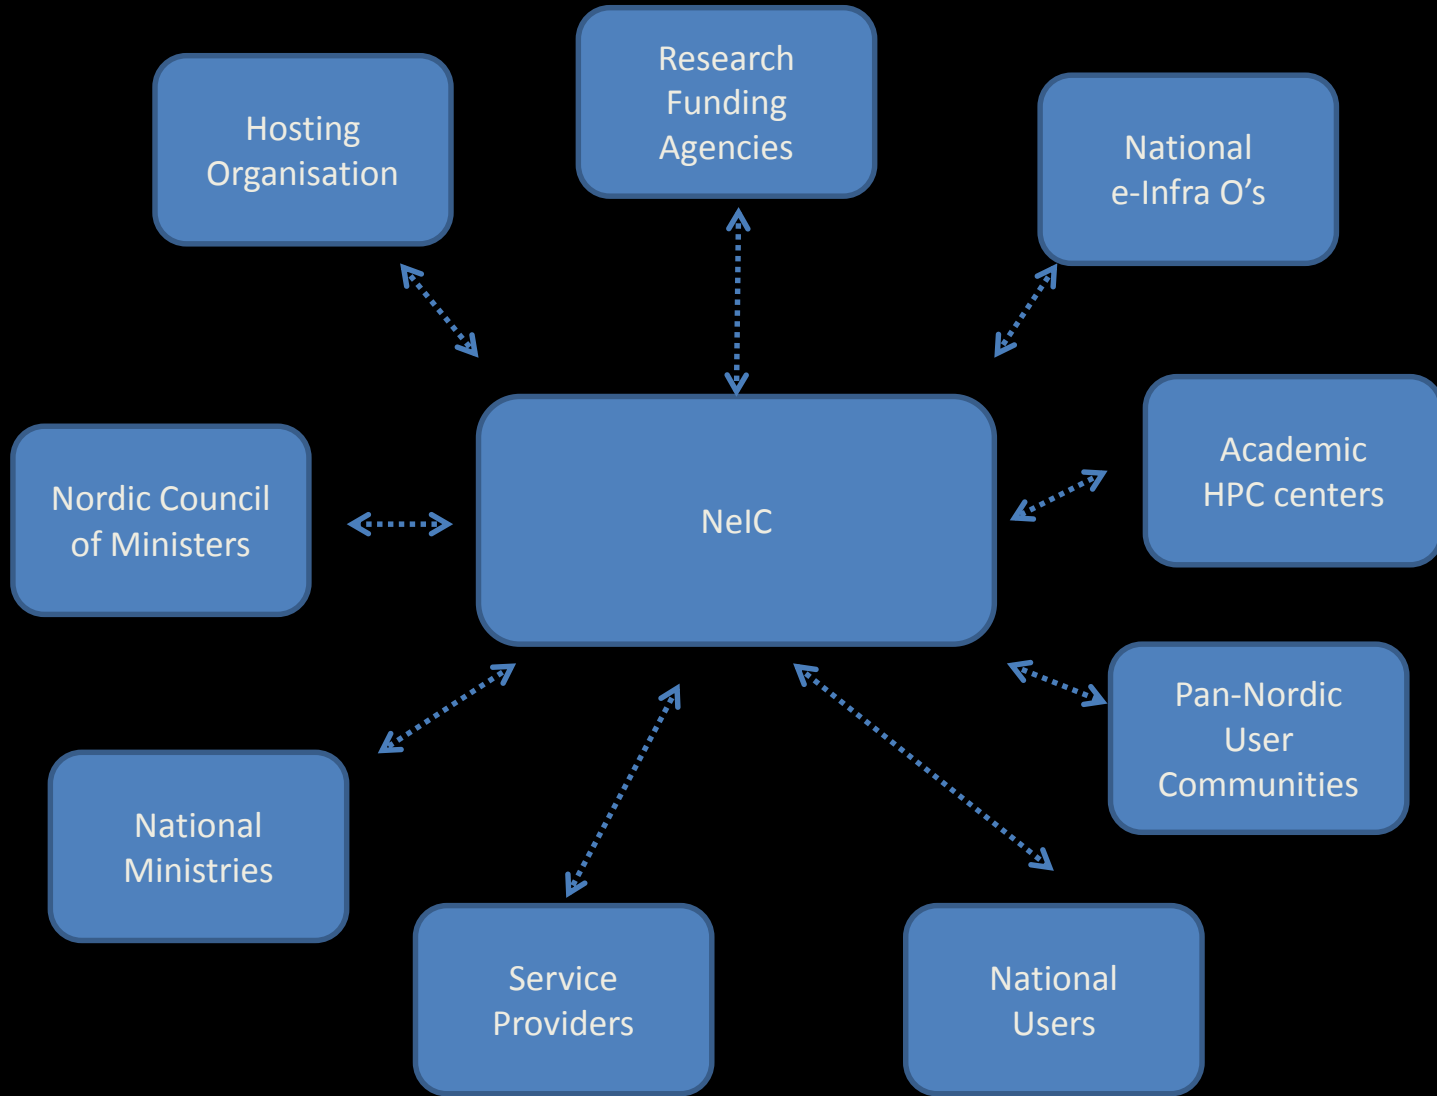 Research
Funding
Agencies
Hosting
Organisation
National
e-Infra O’s
Academic
HPC centers
Nordic Council
of Ministers
NeIC
Pan-Nordic
User
Communities
National
Ministries
Service
Providers
National
Users